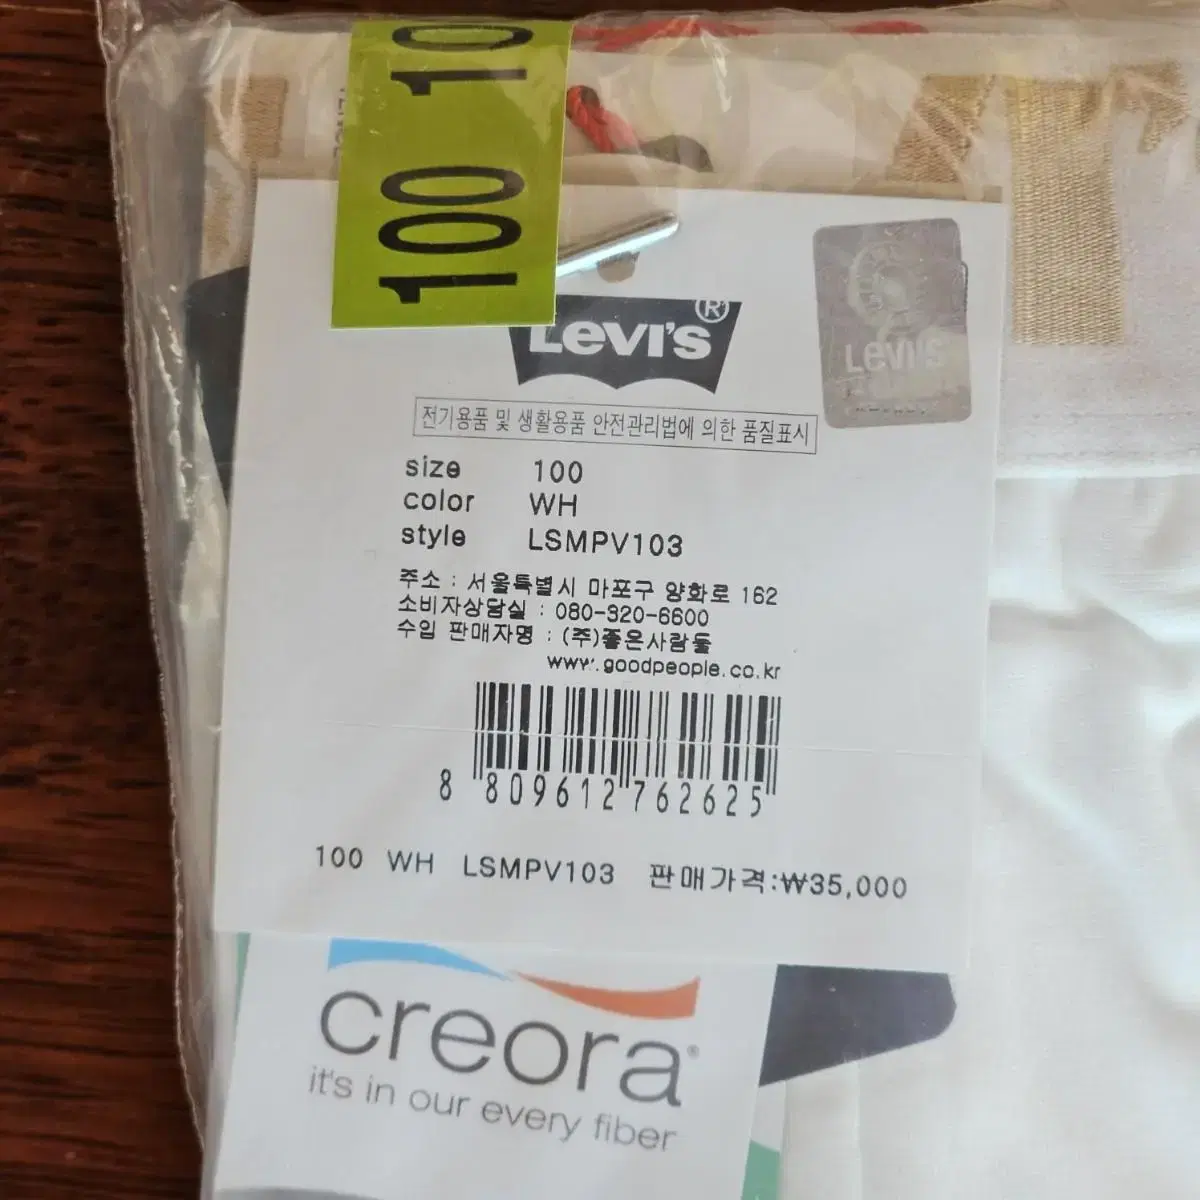 100 10
100
Levi's®
Levi's
전기용품 및 생활용품 안전관리법에 의한 품질표시
size 100
color WH
style LSMPV103
주소 : 서울특별시 마포구 양화로 162
소비자상담실 : 080-320-6600
수입 판매자명 : (주)좋은사람들
www.goodpeople.co.kr
8 809612 762625
100 WH LSMPV103 판매가격:₩35,000
creora®
it's in our every fiber